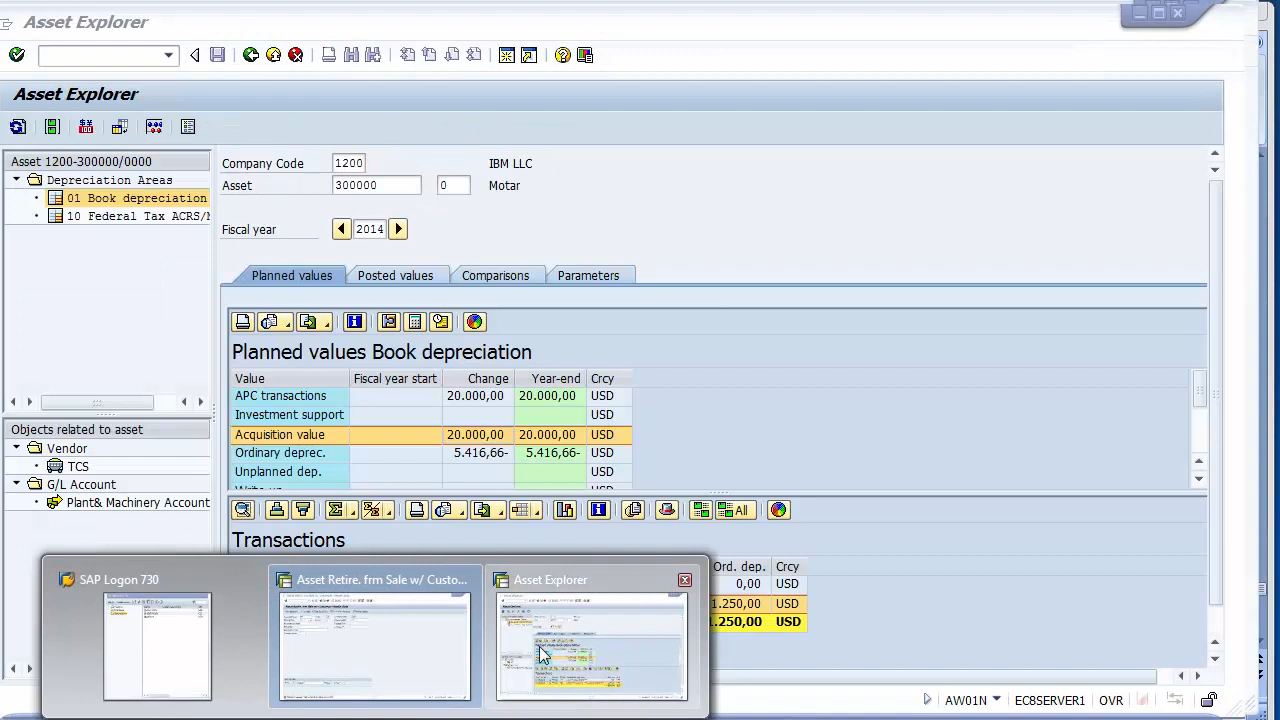 Asset Explorer
Asset Explorer
Asset 1200-300000/0000
Depreciation Areas
01 Book depreciation
10 Federal Tax ACRS/M
Company Code 1200 IBM LLC
Asset 300000 0 Motar
Fiscal year 2014
Planned values Posted values Comparisons Parameters
Planned values Book depreciation
Value Fiscal year start Change Year-end Crcy
APC transactions 20.000,00 20.000,00 USD
Investment support USD
Acquisition value 20.000,00 20.000,00 USD
Ordinary deprec. 5.416,66- 5.416,66- USD
Unplanned dep. USD
Objects related to asset
Vendor
TCS
G/L Account
Plant& Machinery Account
All
Transactions
Ord. dep. Crcy
0,00 USD
1.250,00 USD
1.250,00 USD
SAP Logon 730
Asset Retire. frm Sale w/ Custo...
Asset Explorer
AW01N EC8SERVER1 OVR